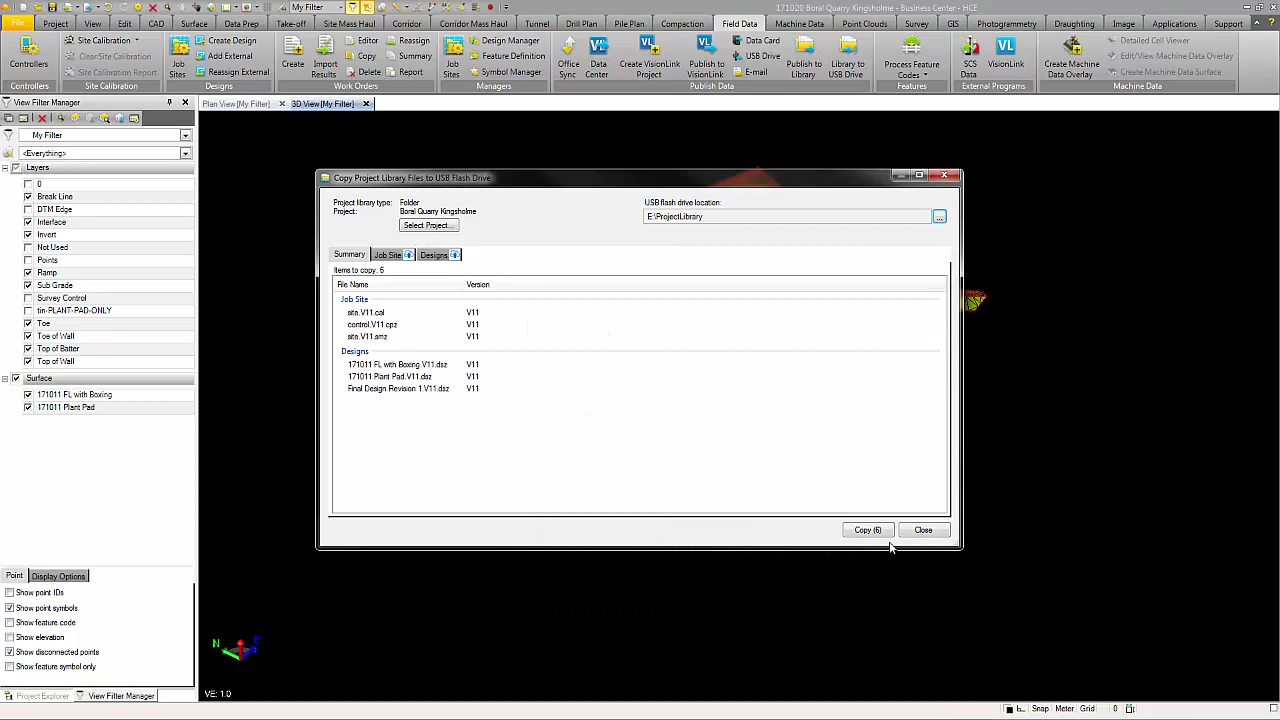 171020 Boral Quarry Kingsholme - Business Center - HCE
My Filter
File Project View Edit CAD Surface Data Prep Take-off Site Mass Haul Corridor Corridor Mass Haul Tunnel Drill Plan Pile Plan Compaction Field Data Machine Data Point Clouds Survey GIS Photogrammetry Draughting Image Applications Support
Controllers
Site Calibration
Clear Site Calibration
Site Calibration Report
Job Sites
Create Design
Add External
Reassign External
Create
Import Results
Editor
Copy
Delete
Reassign
Summary
Report
Job Sites
Design Manager
Feature Definition
Symbol Manager
Office Sync
Data Center
Create VisionLink Project
Publish to VisionLink
Data Card
USB Drive
E-mail
Publish to Library
Library to USB Drive
Process Feature Codes
SCS Data
VisionLink
Create Machine Data Overlay
Detailed Cell Viewer
Edit/View Machine Data Overlay
Create Machine Data Surface
Controllers Site Calibration Designs Work Orders Managers Publish Data Features External Programs Machine Data
View Filter Manager
Plan View [My Filter]
3D View [My Filter]
My Filter
<Everything>
Layers
0
Break Line
DTM Edge
Interface
Invert
Not Used
Points
Ramp
Sub Grade
Survey Control
tin-PLANT-PAD-ONLY
Toe
Toe of Wall
Top of Batter
Top of Wall
Surface
171011 FL with Boxing
171011 Plant Pad
Copy Project Library Files to USB Flash Drive
Project library type: Folder
Project: Boral Quarry Kingsholme
Select Project...
USB flash drive location:
E:\ProjectLibrary
...
Summary Job Site Designs
Items to copy: 6
File Name Version
Job Site
site.V11.cal V11
control.V11.cpz V11
site.V11.smz V11
Designs
171011 FL with Boxing V11.dsz V11
171011 Plant Pad.V11.dsz V11
Final Design Revision 1.V11.dsz V11
Copy (6) Close
Point Display Options
Show point IDs
Show point symbols
Show feature code
Show elevation
Show disconnected points
Show feature symbol only
N E
VE: 1.0
Project Explorer View Filter Manager
Snap Meter Grid 0